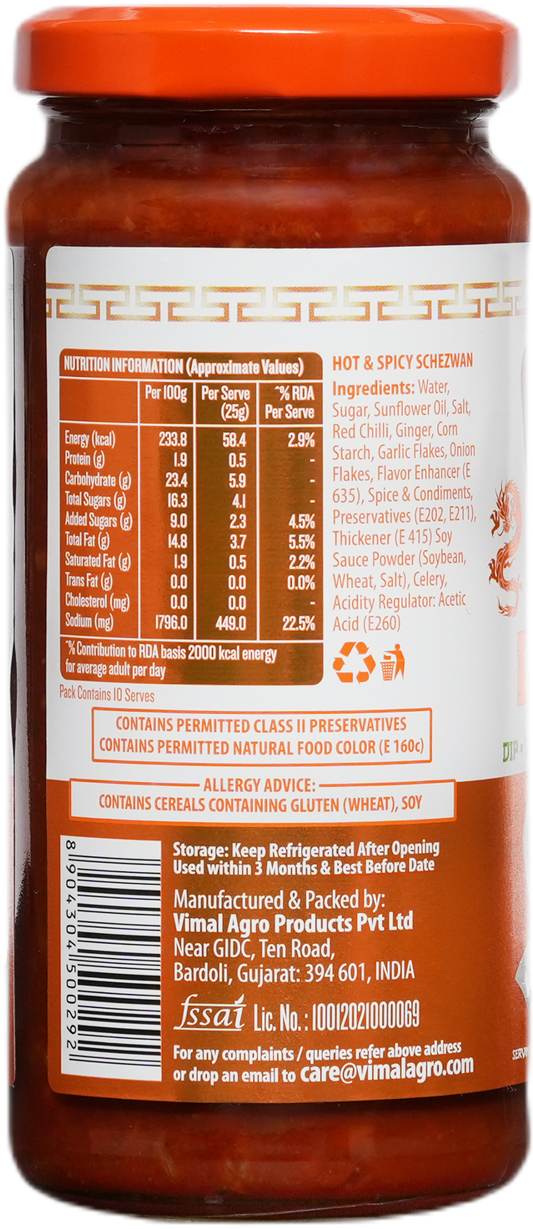 NUTRITION INFORMATION (Approximate Values)
Per 100g Per Serve (25g) ^% RDA Per Serve
Energy (kcal) 233.8 58.4 2.9%
Protein (g) 1.9 0.5 -
Carbohydrate (g) 23.4 5.9 -
Total Sugars (g) 16.3 4.1 -
Added Sugars (g) 9.0 2.3 4.5%
Total Fat (g) 14.8 3.7 5.5%
Saturated Fat (g) 1.9 0.5 2.2%
Trans Fat (g) 0.0 0.0 0.0%
Cholesterol (mg) 0.0 0.0 -
Sodium (mg) 1796.0 449.0 22.5%
^% Contribution to RDA basis 2000 kcal energy
for average adult per day
Pack Contains 10 Serves
HOT & SPICY SCHEZWAN
Ingredients: Water,
Sugar, Sunflower Oil, Salt,
Red Chilli, Ginger, Corn
Starch, Garlic Flakes, Onion
Flakes, Flavor Enhancer (E
635), Spice & Condiments,
Preservatives (E202, E211),
Thickener (E 415) Soy
Sauce Powder (Soybean,
Wheat, Salt), Celery,
Acidity Regulator: Acetic
Acid (E260)
CONTAINS PERMITTED CLASS II PRESERVATIVES
CONTAINS PERMITTED NATURAL FOOD COLOR (E 160c)
DIP •
ALLERGY ADVICE:
CONTAINS CEREALS CONTAINING GLUTEN (WHEAT), SOY
8 904304 500292
Storage: Keep Refrigerated After Opening
Used within 3 Months & Best Before Date
Manufactured & Packed by:
Vimal Agro Products Pvt Ltd
Near GIDC, Ten Road,
Bardoli, Gujarat: 394 601, INDIA
fssai Lic. No. : 10012021000069
For any complaints / queries refer above address
or drop an email to care@vimalagro.com